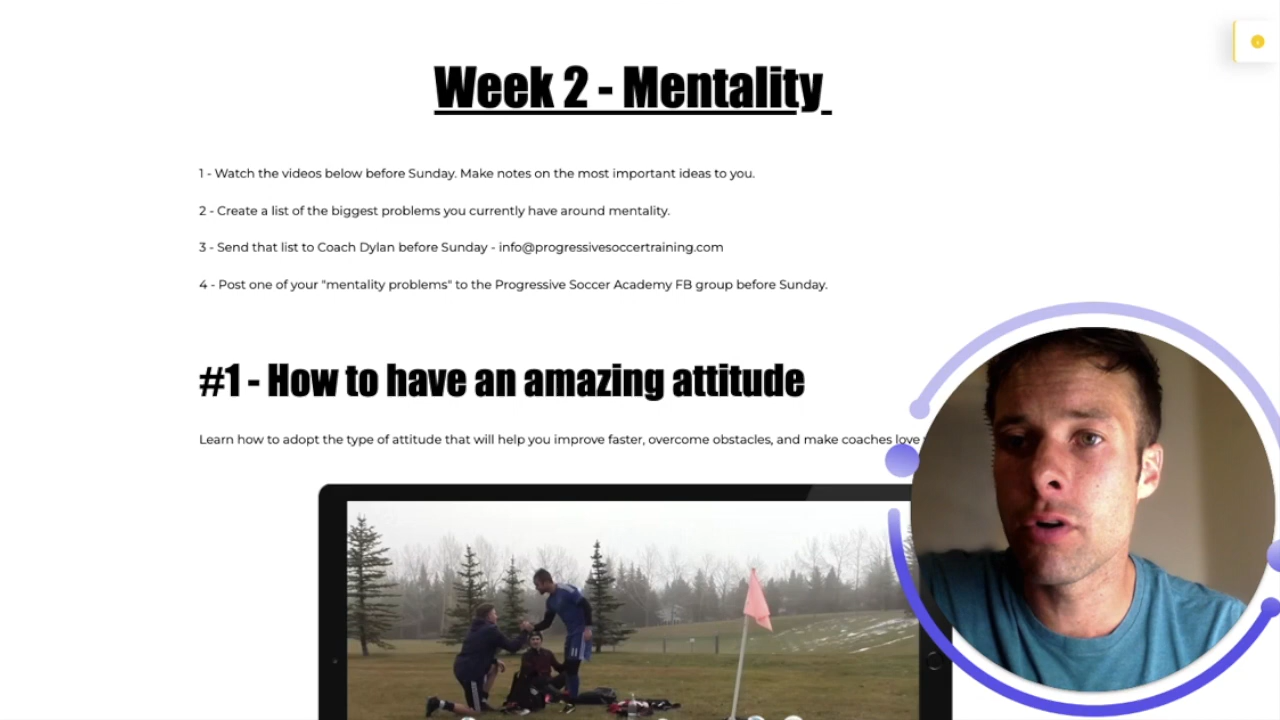 Week 2 - Mentality
1 - Watch the videos below before Sunday. Make notes on the most important ideas to you.
2 - Create a list of the biggest problems you currently have around mentality.
3 - Send that list to Coach Dylan before Sunday - info@progressivesoccertraining.com
4 - Post one of your "mentality problems" to the Progressive Soccer Academy FB group before Sunday.
#1 - How to have an amazing attitude
Learn how to adopt the type of attitude that will help you improve faster, overcome obstacles, and make coaches love